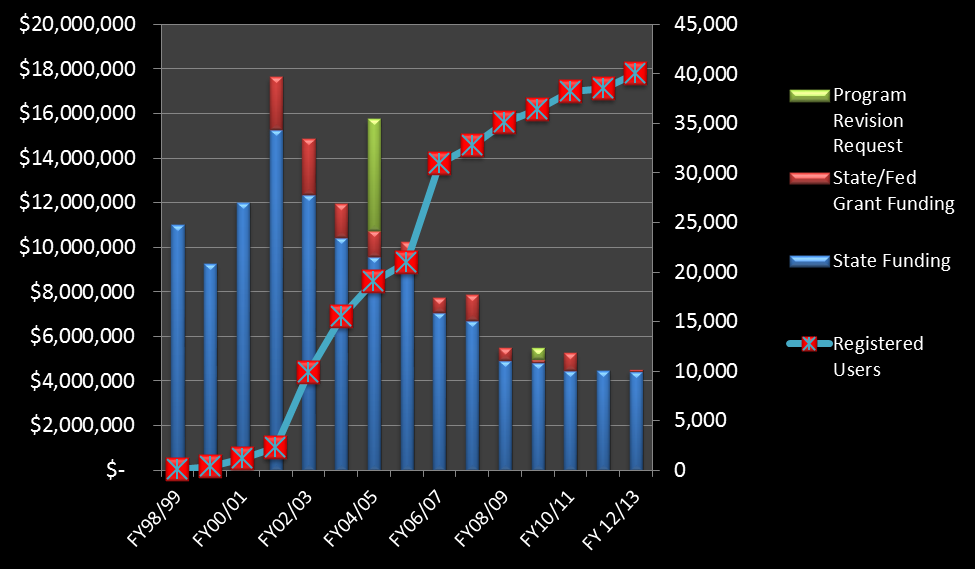 $20,000,000
$18,000,000
$16,000,000
$14,000,000
$12,000,000
$10,000,000
$8,000,000
$6,000,000
$4,000,000
$2,000,000
$-
45,000
40,000
35,000
30,000
25,000
20,000
15,000
10,000
5,000
0
FY98/99
FY00/01
FY02/03
FY04/05
FY06/07
FY08/09
FY10/11
FY 12/13
Program
Revision
Request
State/Fed
Grant Funding
State Funding
Registered
Users